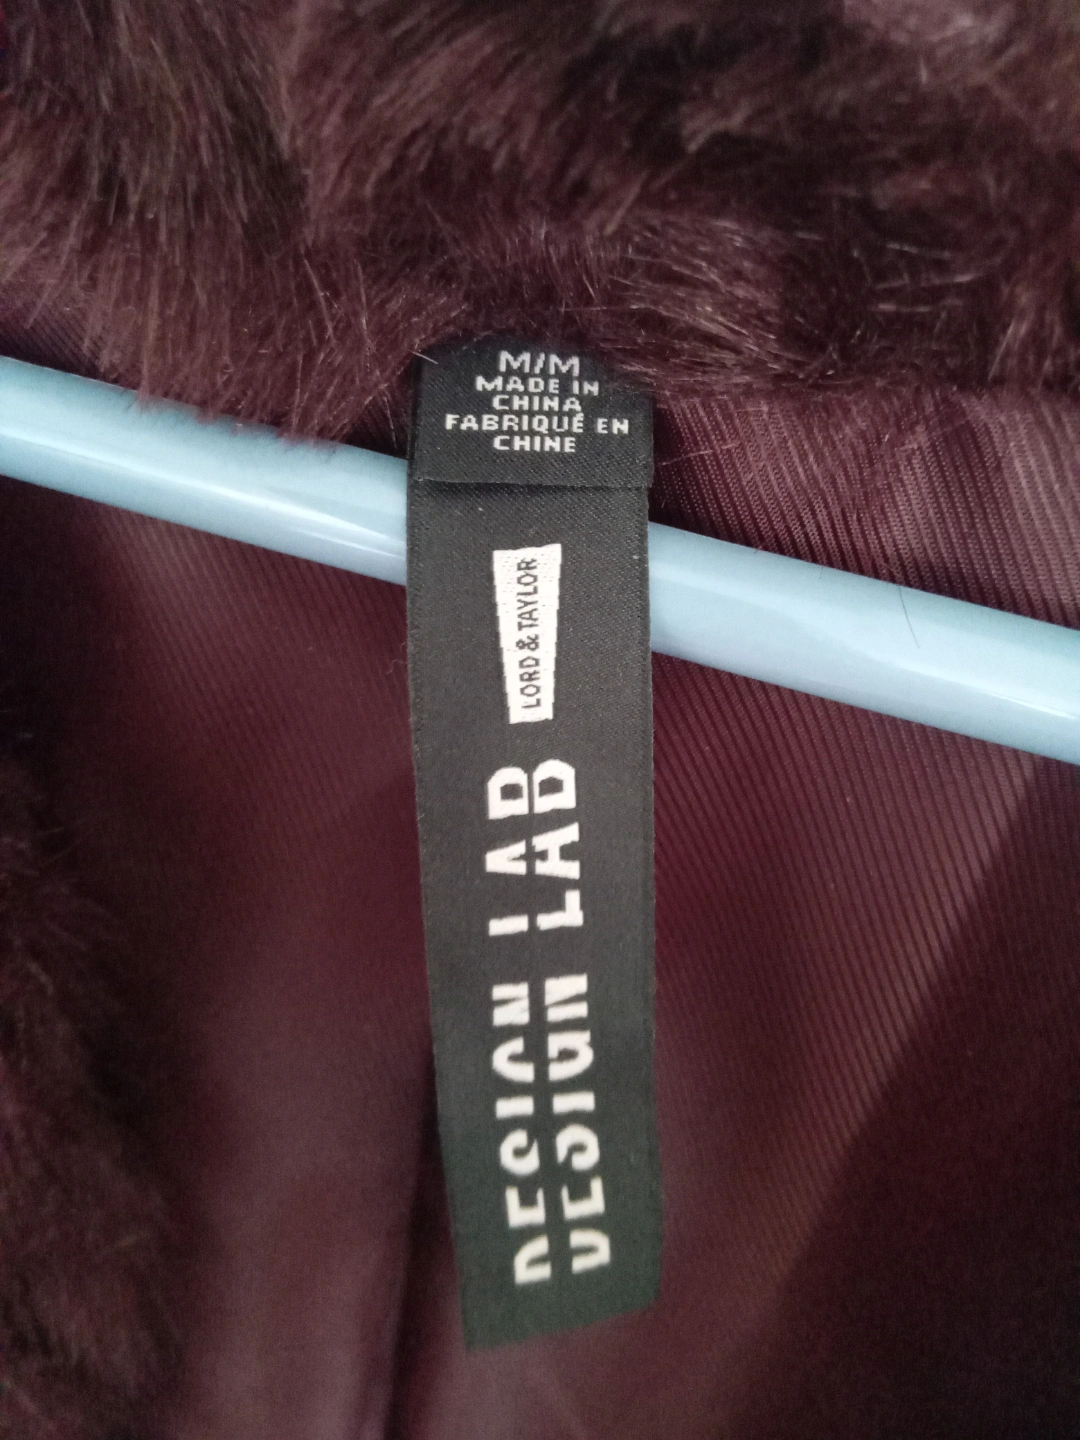 M/M
MADE IN
CHINA
FABRIQUÉ EN
CHINE
LORD & TAYLOR
DESIGN LAB